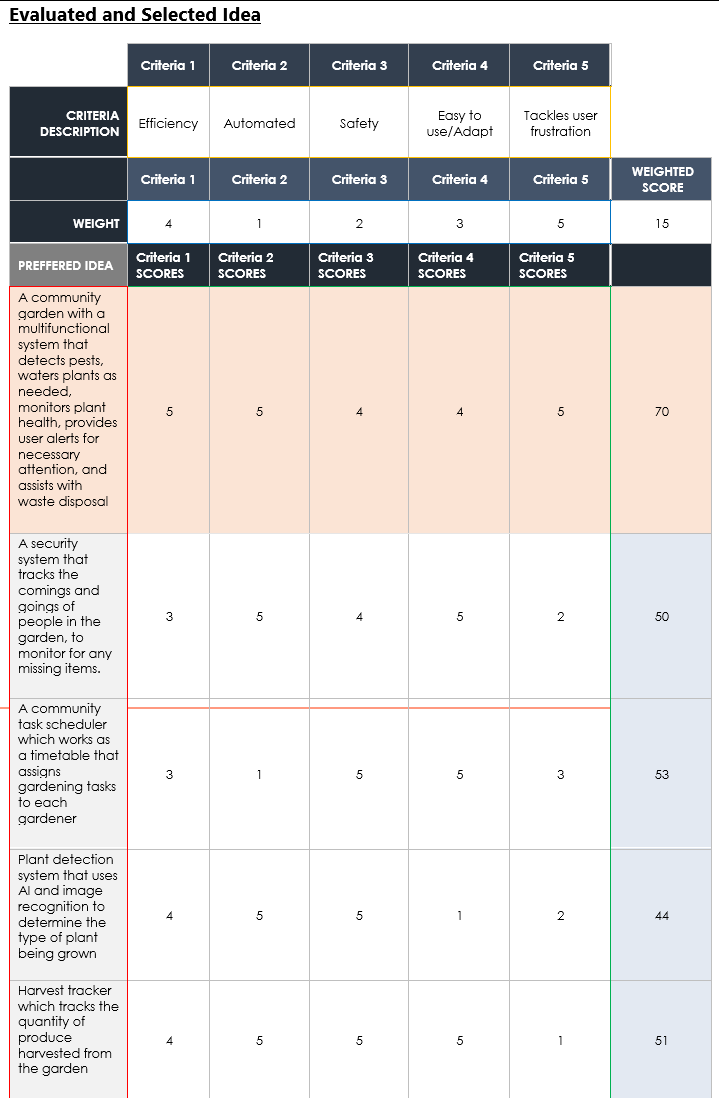 Evaluated and Selected Idea
Criteria 1 Criteria 2 Criteria 3 Criteria 4 Criteria 5
CRITERIA
DESCRIPTION
Efficiency Automated Safety
Easy to
use/Adapt
Tackles user
frustration
Criteria 1 Criteria 2 Criteria 3 Criteria 4 Criteria 5
WEIGHTED
SCORE
WEIGHT 4 1 2 3 5 15
PREFFERED IDEA
Criteria 1
SCORES
Criteria 2
SCORES
Criteria 3
SCORES
Criteria 4
SCORES
Criteria 5
SCORES
A community
garden with a
multifunctional
system that
detects pests,
waters plants as
needed,
monitors plant
health, provides
user alerts for
necessary
attention, and
assists with
waste disposal
5 5 4 4 5 70
A security
system that
tracks the
comings and
goings of
people in the
garden, to
monitor for any
missing items.
3 5 4 5 2 50
A community
task scheduler
which works as
a timetable that
assigns
gardening tasks
to each
gardener
3 1 5 5 3 53
Plant detection
system that uses
AI and image
recognition to
determine the
type of plant
being grown
4 5 5 1 2 44
Harvest tracker
which tracks the
quantity of
produce
harvested from
the garden
4 5 5 5 1 51